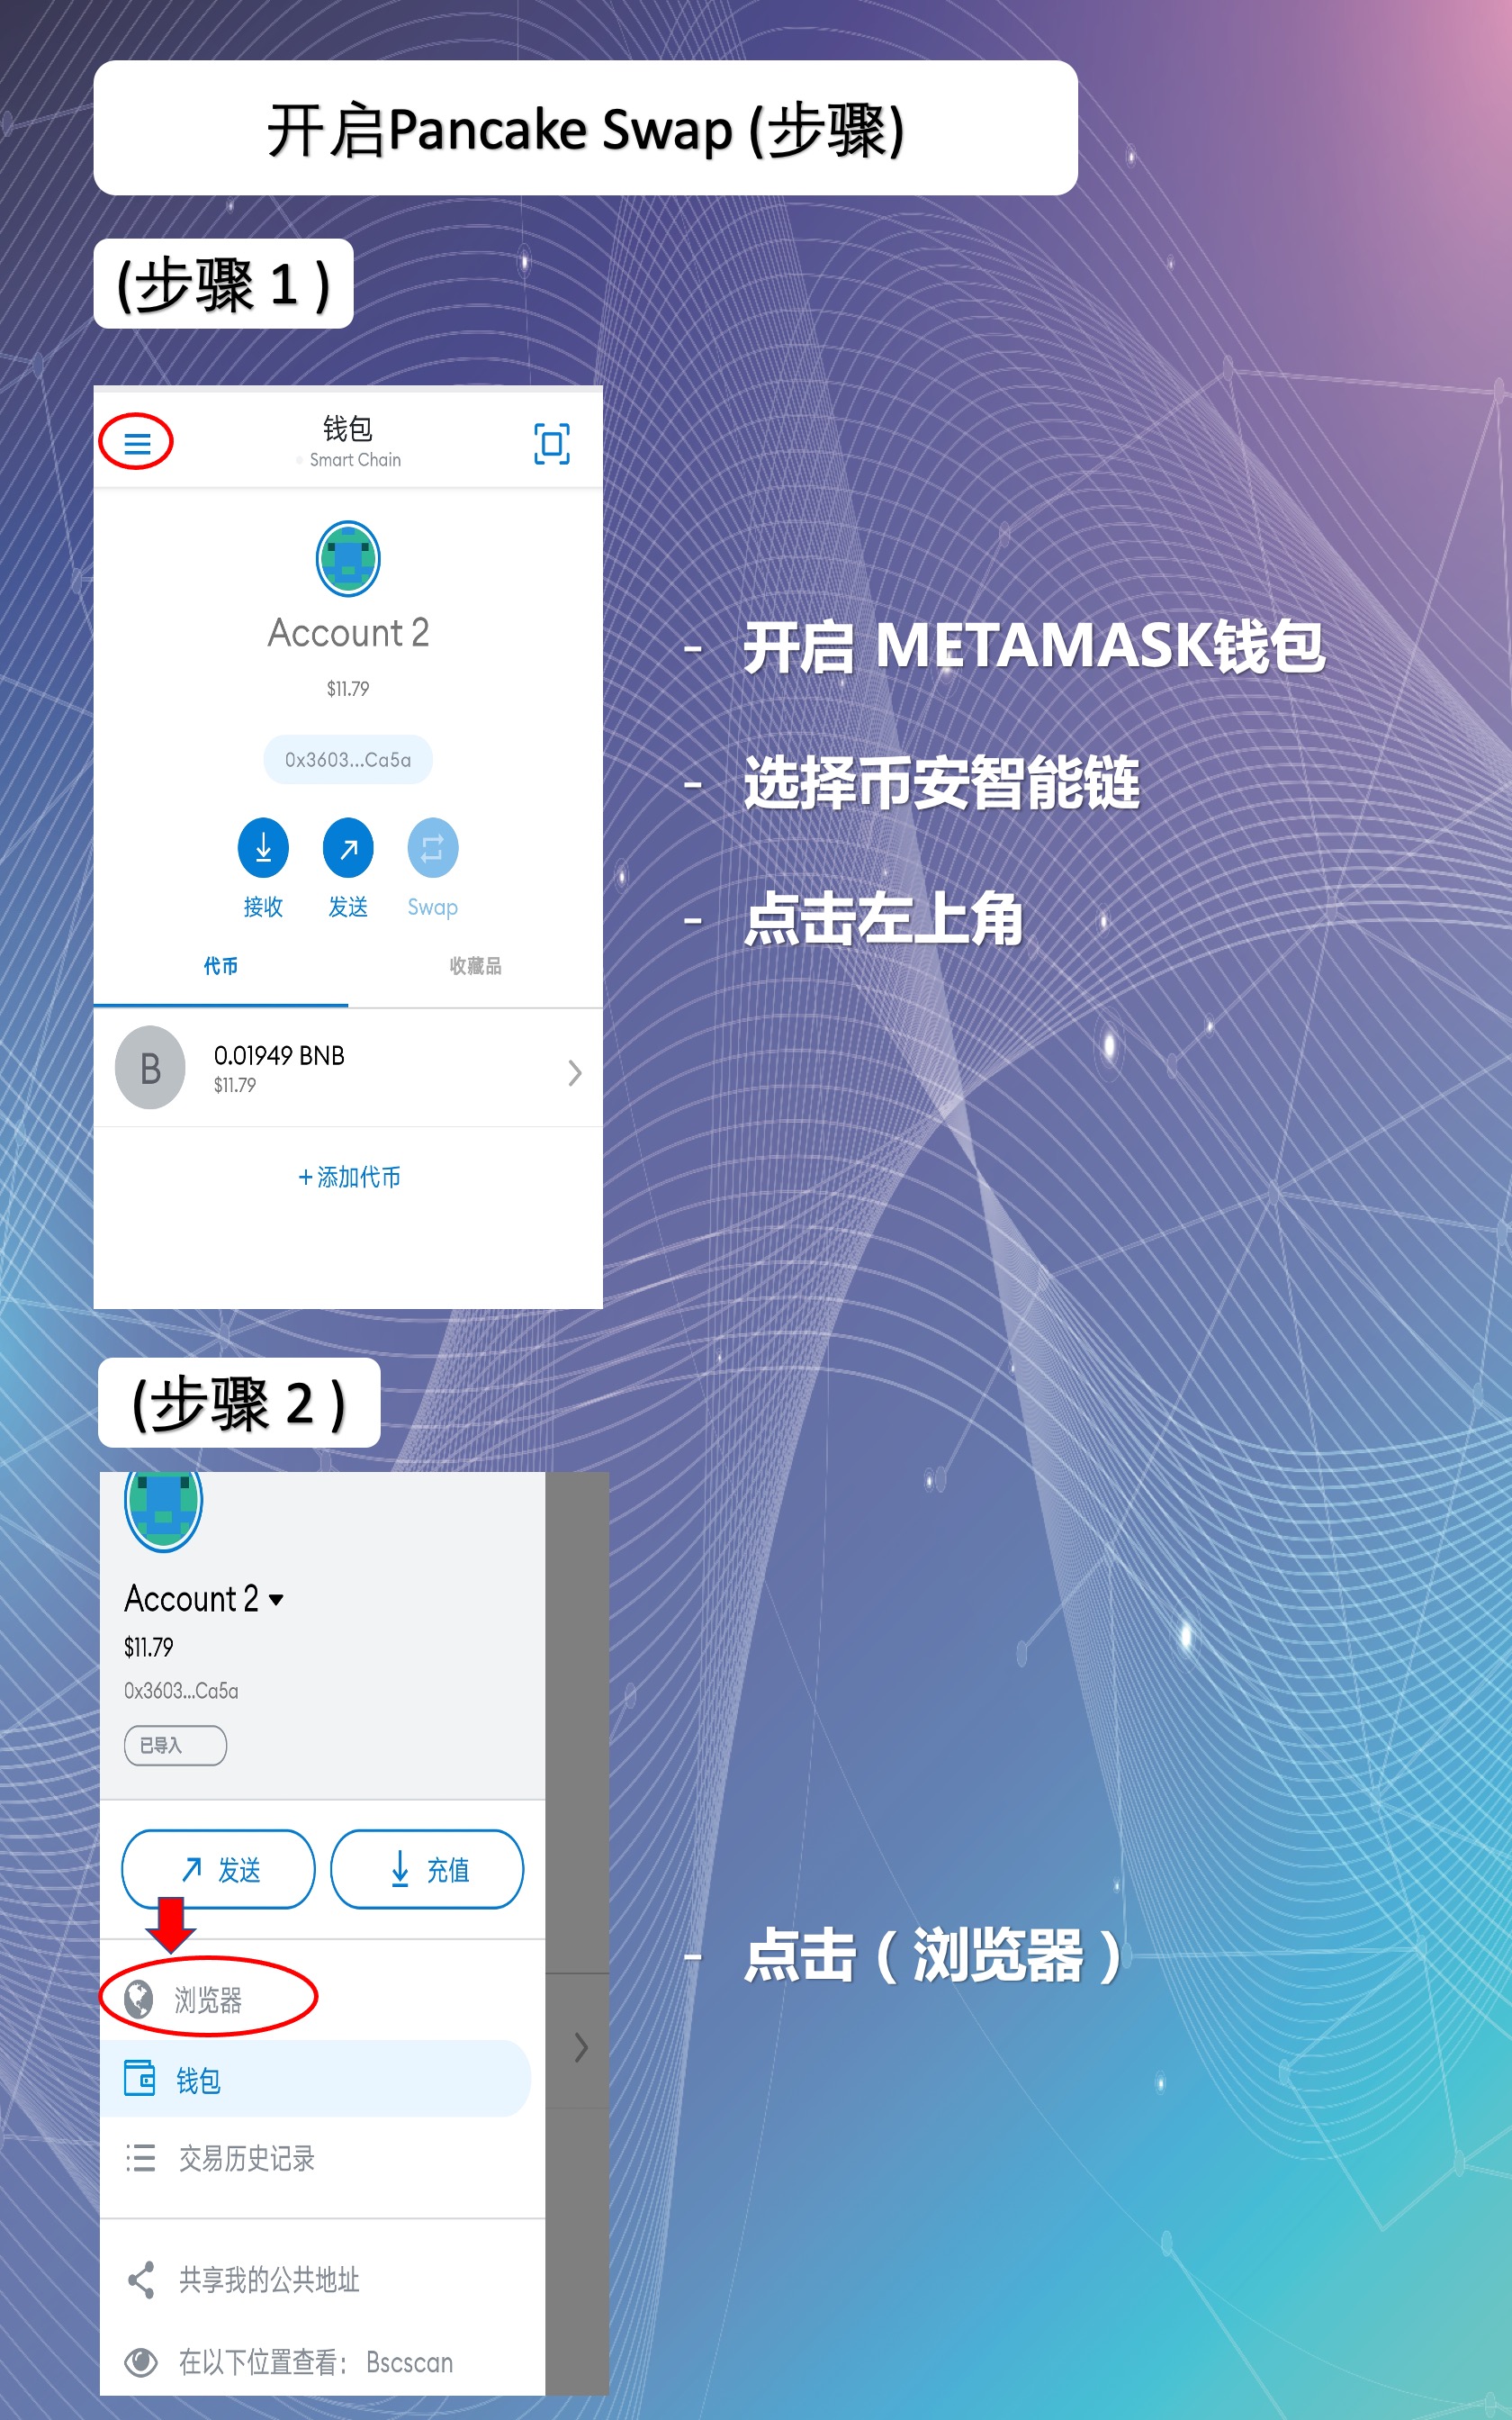 开启Pancake Swap (步骤)
(步骤 1 )
钱包
Smart Chain
Account 2
$11.79
0x3603...Ca5a
接收 发送 Swap
代币 收藏品
B
0.01949 BNB
$11.79
+ 添加代币
- 开启 METAMASK钱包
- 选择币安智能链
- 点击左上角
(步骤 2 )
Account 2
$11.79
0x3603...Ca5a
已导入
发送 充值
浏览器
钱包
交易历史记录
共享我的公共地址
在以下位置查看： Bscscan
- 点击（浏览器）